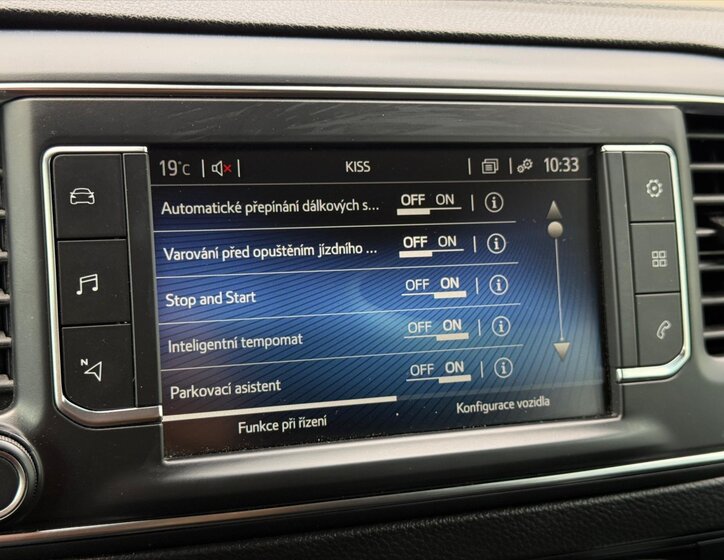 19°C KISS 10:33
Automatické přepínání dálkových s... OFF ON
Varování před opuštěním jízdního ... OFF ON
Stop and Start OFF ON
Inteligentní tempomat OFF ON
Parkovací asistent OFF ON
Funkce při řízení Konfigurace vozidla
N